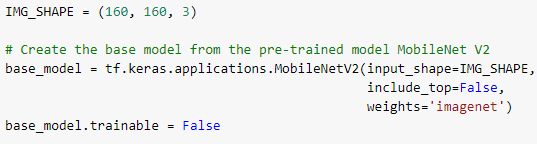 IMG_SHAPE = (160, 160, 3)
# Create the base model from the pre-trained model MobileNet V2
base_model = tf.keras.applications.MobileNetV2(input_shape=IMG_SHAPE,
include_top=False,
weights='imagenet')
base_model.trainable = False